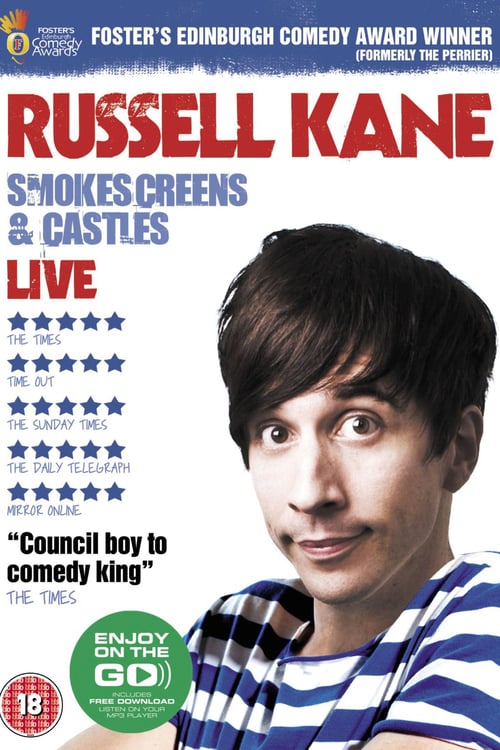 FOSTER'S
Edinburgh
Comedy
Awards
F
FOSTER'S EDINBURGH COMEDY AWARD WINNER
(FORMERLY THE PERRIER)
RUSSELL KANE
SMOKESCREENS
& CASTLES
LIVE
THE TIMES
TIME OUT
THE SUNDAY TIMES
THE DAILY TELEGRAPH
MIRROR ONLINE
"Council boy to
comedy king"
THE TIMES
ENJOY
ON THE
GO
INCLUDES
FREE DOWNLOAD
LISTEN ON YOUR
MP3 PLAYER
18